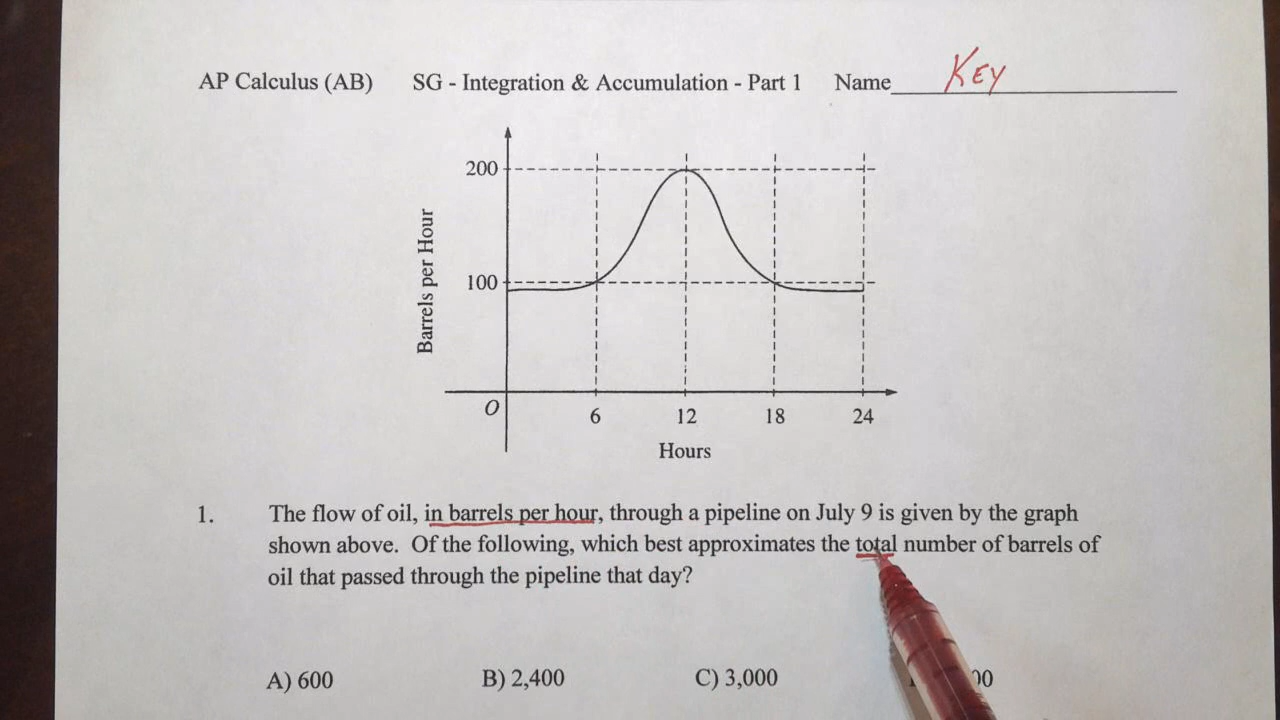 AP Calculus (AB) SG - Integration & Accumulation - Part 1 Name KEY
200
100
Barrels per Hour
O 6 12 18 24
Hours
1. The flow of oil, in barrels per hour, through a pipeline on July 9 is given by the graph
shown above. Of the following, which best approximates the total number of barrels of
oil that passed through the pipeline that day?
A) 600 B) 2,400 C) 3,000